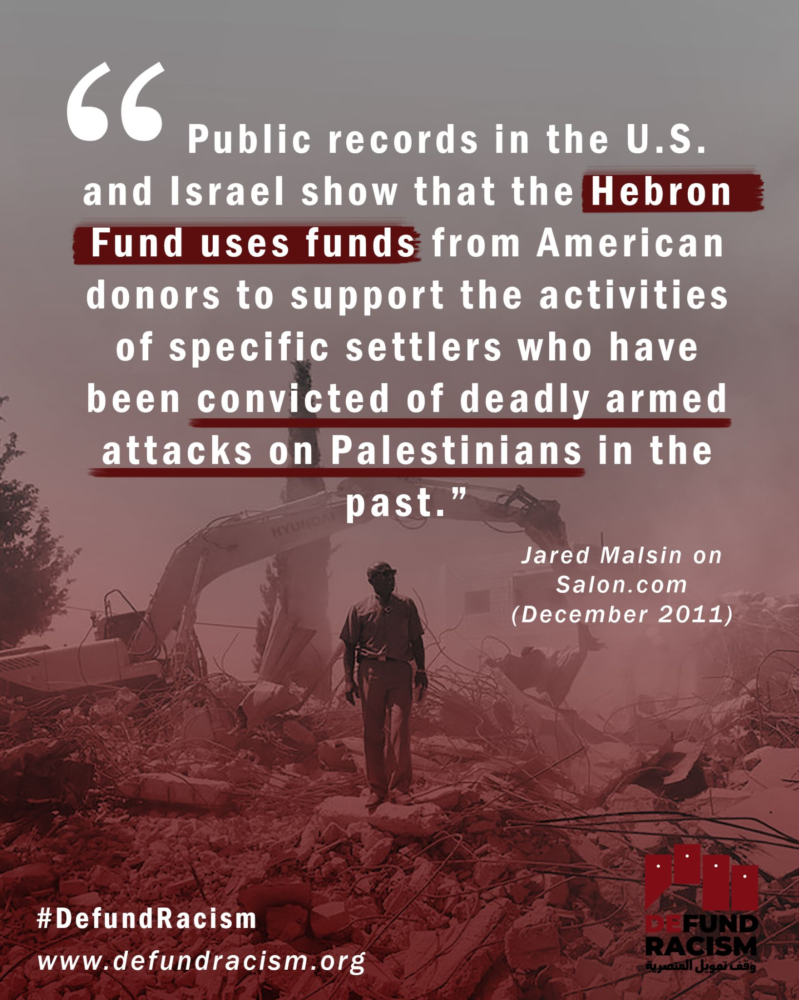 “ Public records in the U.S.
and Israel show that the Hebron
Fund uses funds from American
donors to support the activities
of specific settlers who have
been convicted of deadly armed
attacks on Palestinians in the
past.”
HYUNDAI
Jared Malsin on
Salon.com
(December 2011)
#DefundRacism
www.defundracism.org
DEFUND
RACISM
وقف تمويل العنصرية